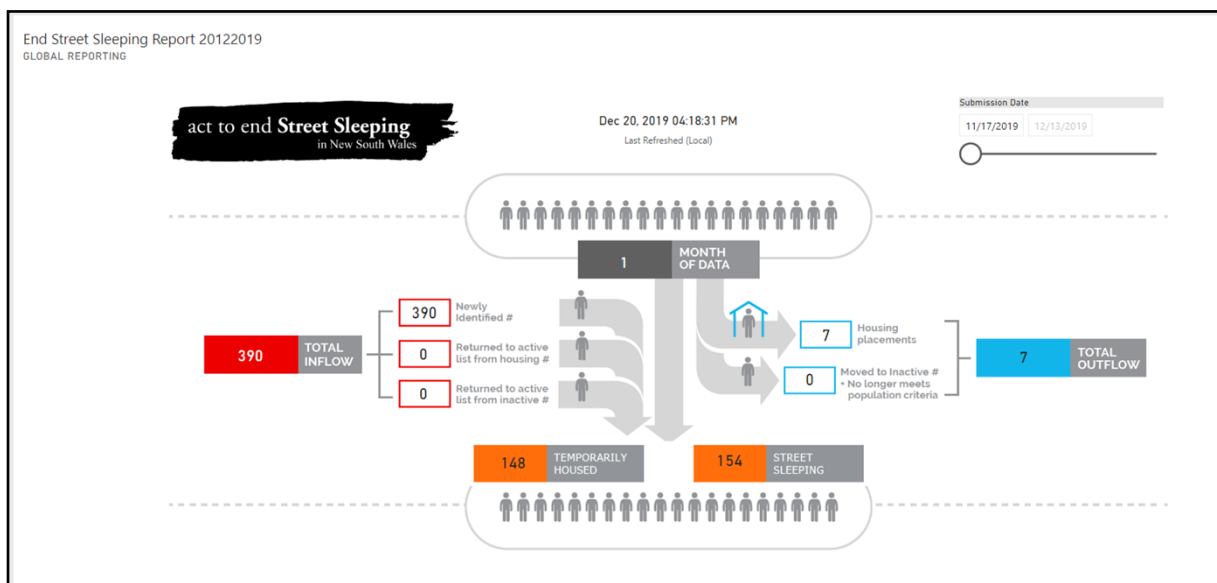 End Street Sleeping Report 20122019
GLOBAL REPORTING
act to end Street Sleeping
in New South Wales
Dec 20, 2019 04:18:31 PM
Last Refreshed (Local)
Submission Date
11/17/2019 12/13/2019
1
MONTH
OF DATA
390
TOTAL
INFLOW
390
Newly
Identified #
0
Returned to active
list from housing #
0
Returned to active
list from inactive #
7
Housing
placements
0
Moved to Inactive #
+ No longer meets
population criteria
7
TOTAL
OUTFLOW
148
TEMPORARILY
HOUSED
154
STREET
SLEEPING